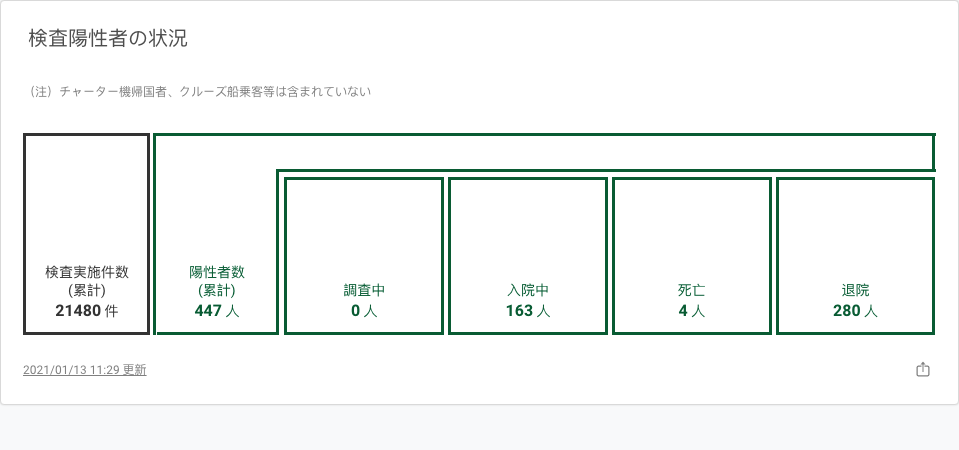 検査陽性者の状況
（注）チャーター機帰国者、クルーズ船乗客等は含まれていない
検査実施件数
(累計)
21480 件
陽性者数
(累計)
447 人
調査中
0 人
入院中
163 人
死亡
4 人
退院
280 人
2021/01/13 11:29 更新